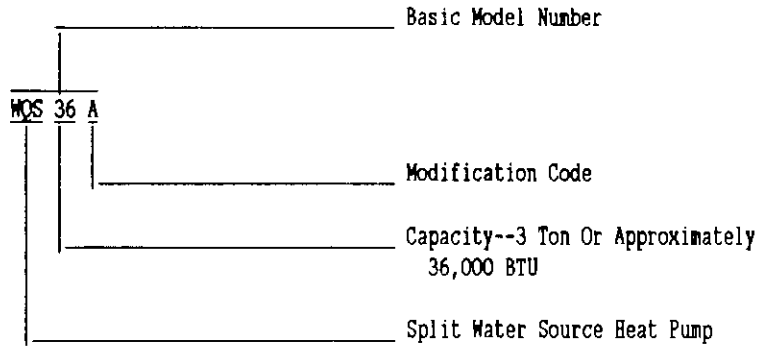 Basic Model Number
WQS 36 A
Modification Code
Capacity--3 Ton Or Approximately
36,000 BTU
Split Water Source Heat Pump